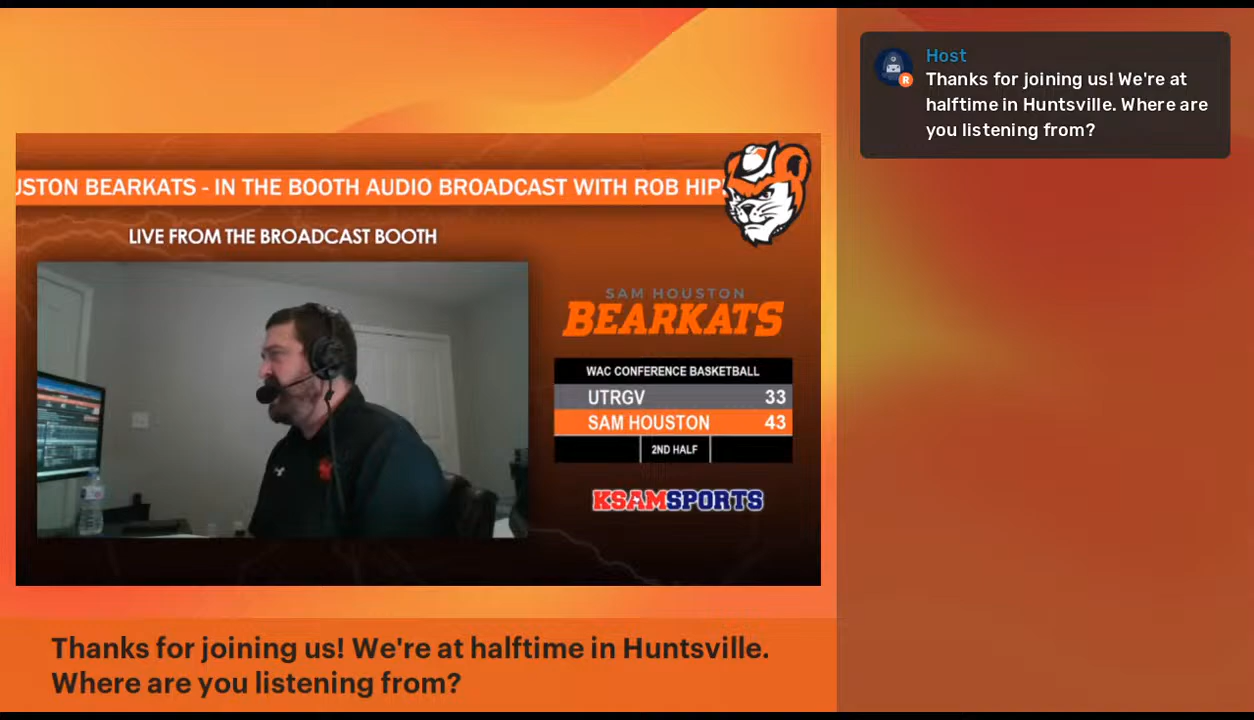 Host
Thanks for joining us! We're at
halftime in Huntsville. Where are
you listening from?
R
USTON BEARKATS - IN THE BOOTH AUDIO BROADCAST WITH ROB HIP
LIVE FROM THE BROADCAST BOOTH
SAM HOUSTON
BEARKATS
WAC CONFERENCE BASKETBALL
UTRGV 33
SAM HOUSTON 43
2ND HALF
KSAMSPORTS
Thanks for joining us! We're at halftime in Huntsville.
Where are you listening from?